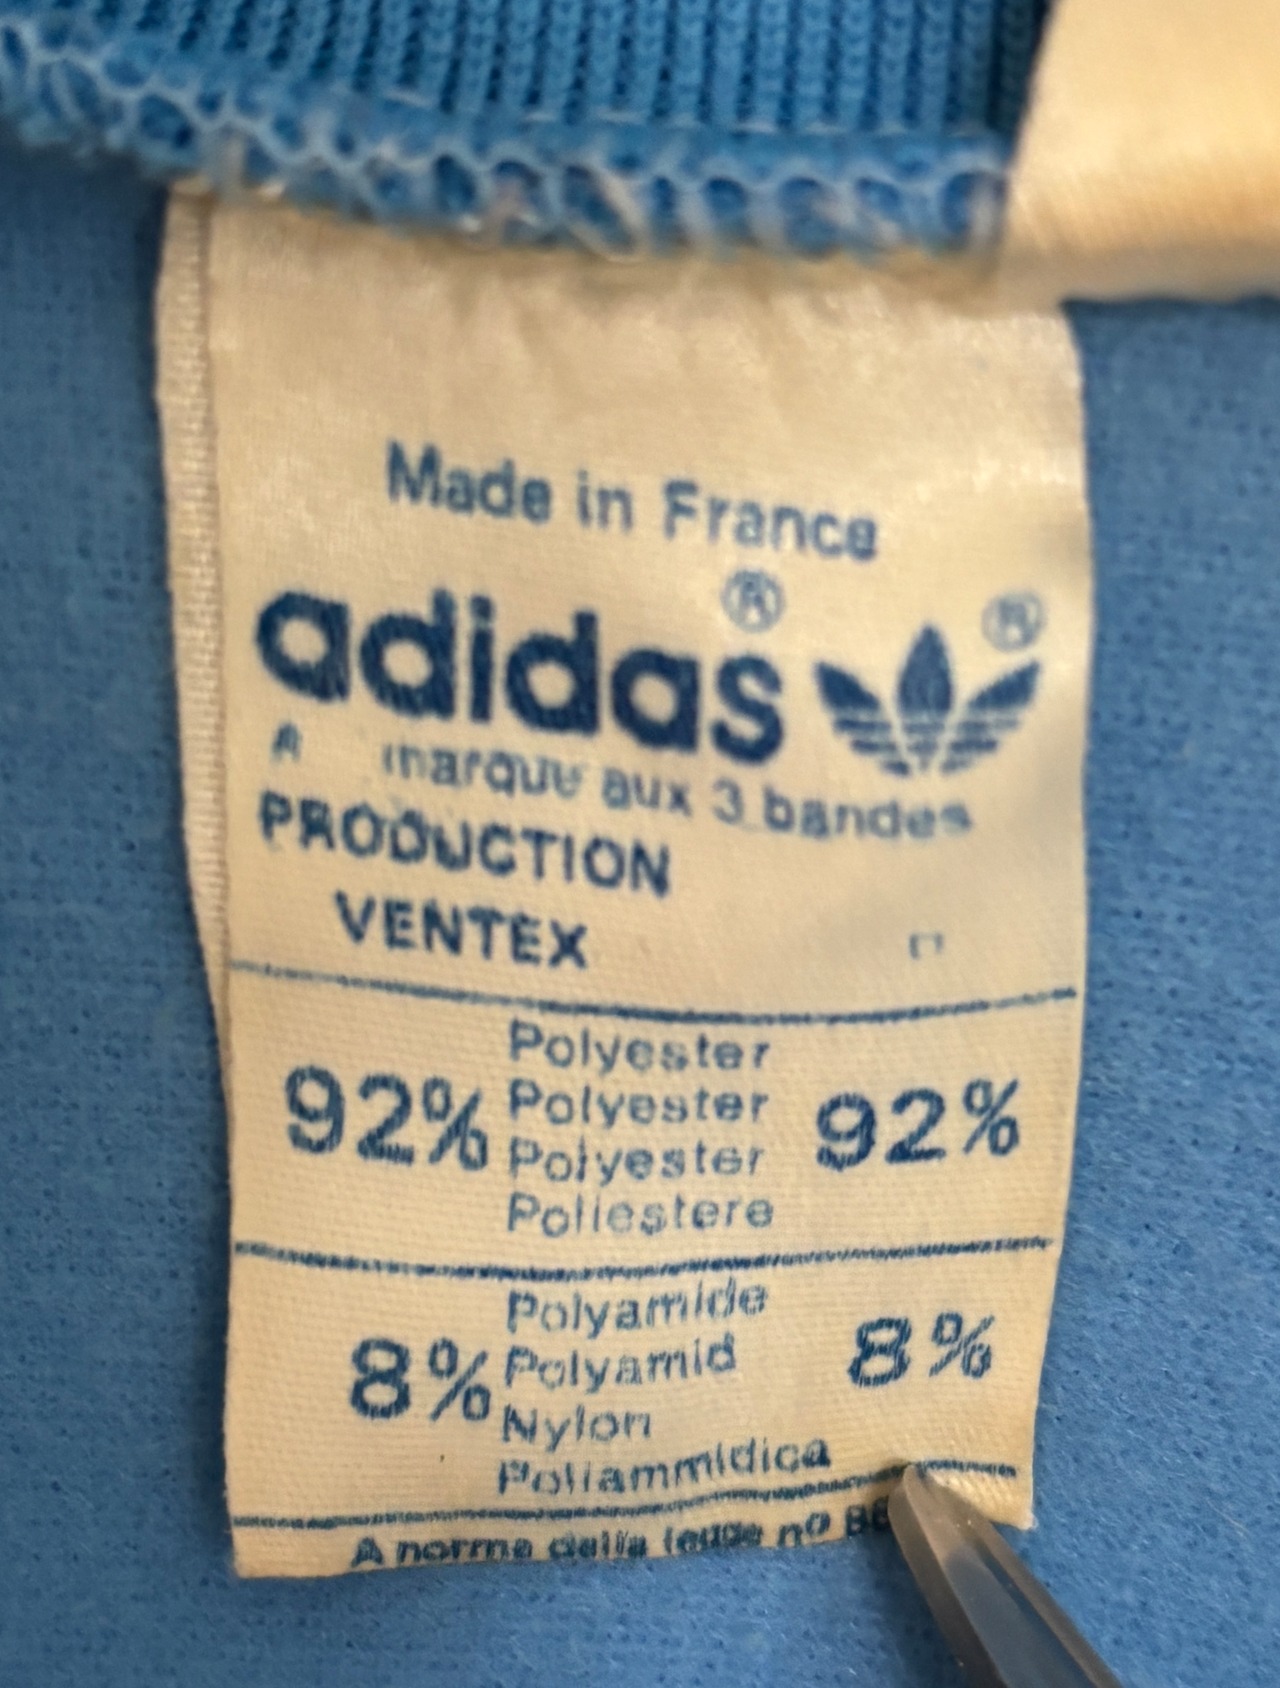 Made in France
adidas® ®
A marque aux 3 bandes
PRODUCTION
VENTEX
92% Polyester 92%
Polyester
Polyester
Poliestere
8% Polyamide 8%
Polyamid
Nylon
Poliammidica
A norma della legge nº